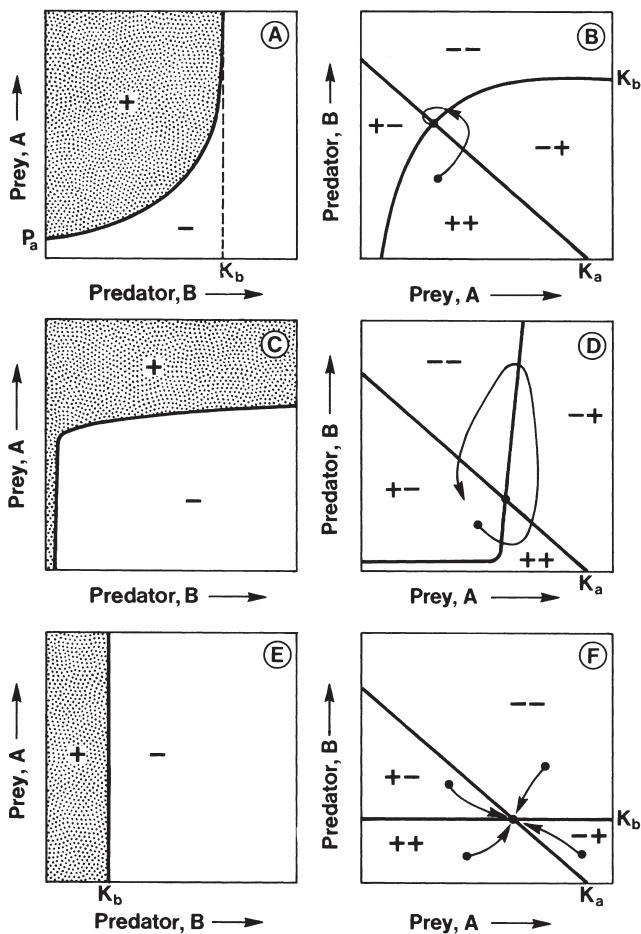 A
+
−
Prey, A
Pa
Kb
Predator, B
B
−−
+−
−+
++
Kb
Predator, B
Ka
Prey, A
C
+
−
Prey, A
Predator, B
D
−−
−+
+−
++
Predator, B
Ka
Prey, A
E
+
−
Prey, A
Kb
Predator, B
F
−−
+−
++
−+
Kb
Predator, B
Ka
Prey, A